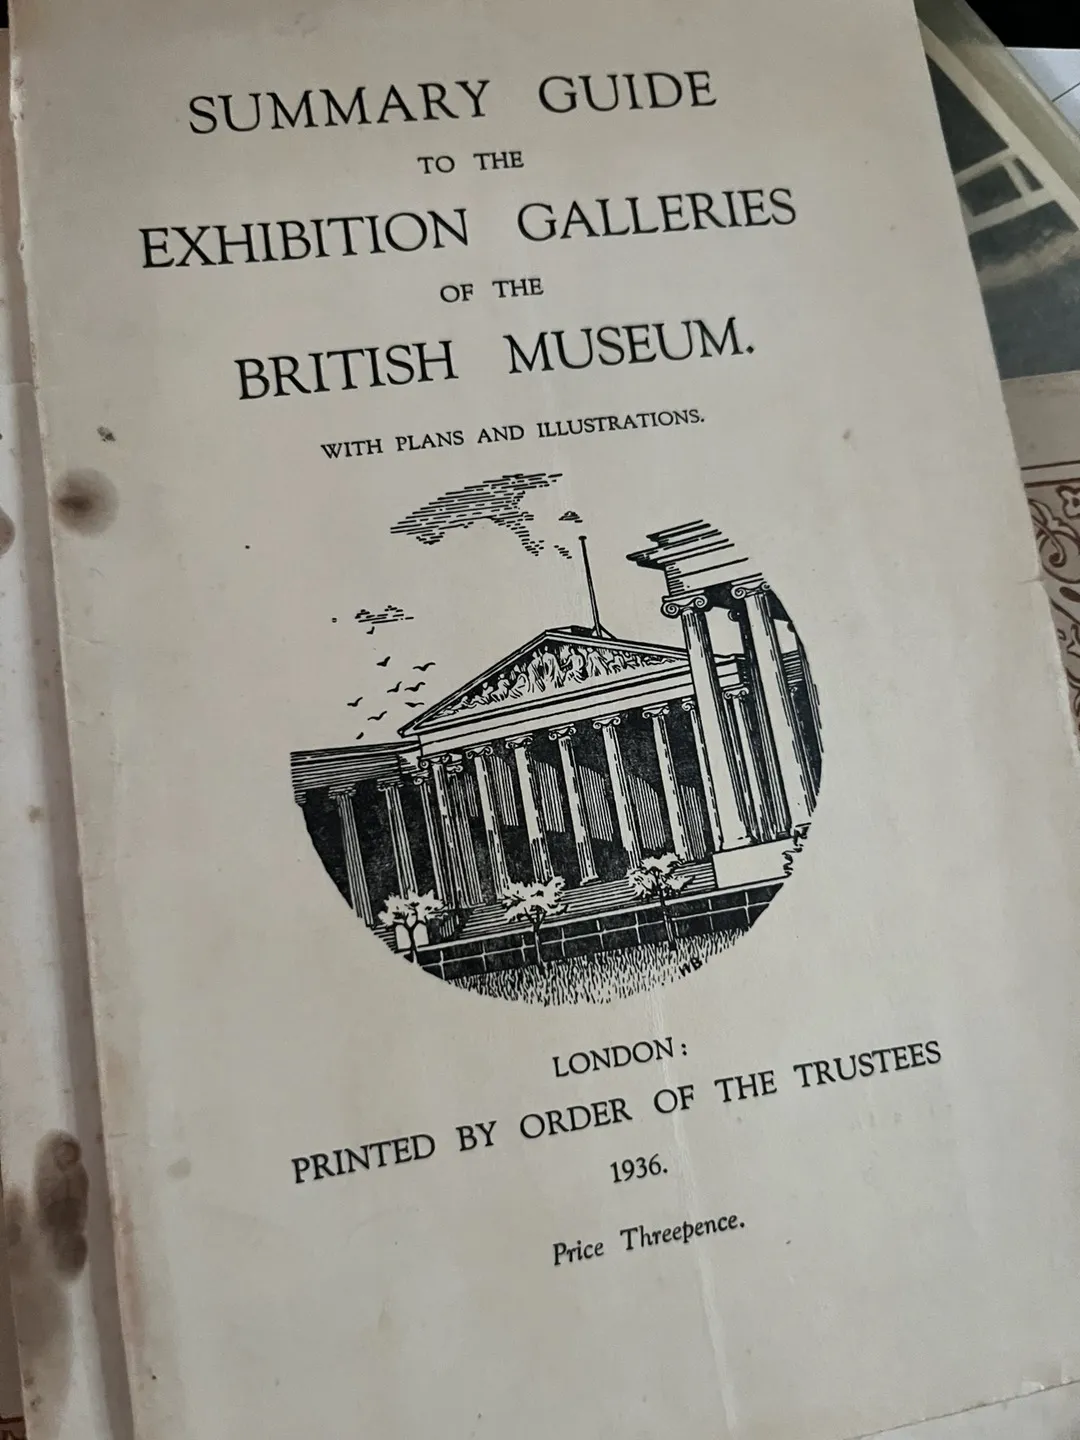 SUMMARY GUIDE
TO THE
EXHIBITION GALLERIES
OF THE
BRITISH MUSEUM.
WITH PLANS AND ILLUSTRATIONS.
WB
LONDON:
PRINTED BY ORDER OF THE TRUSTEES
1936.
Price Threepence.